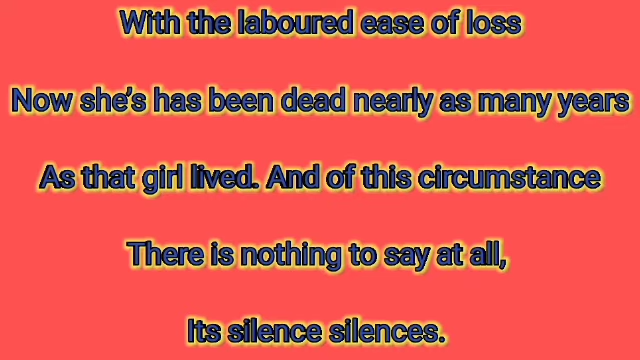 With the laboured ease of loss
Now she’s has been dead nearly as many years
As that girl lived. And of this circumstance
There is nothing to say at all,
Its silence silences.